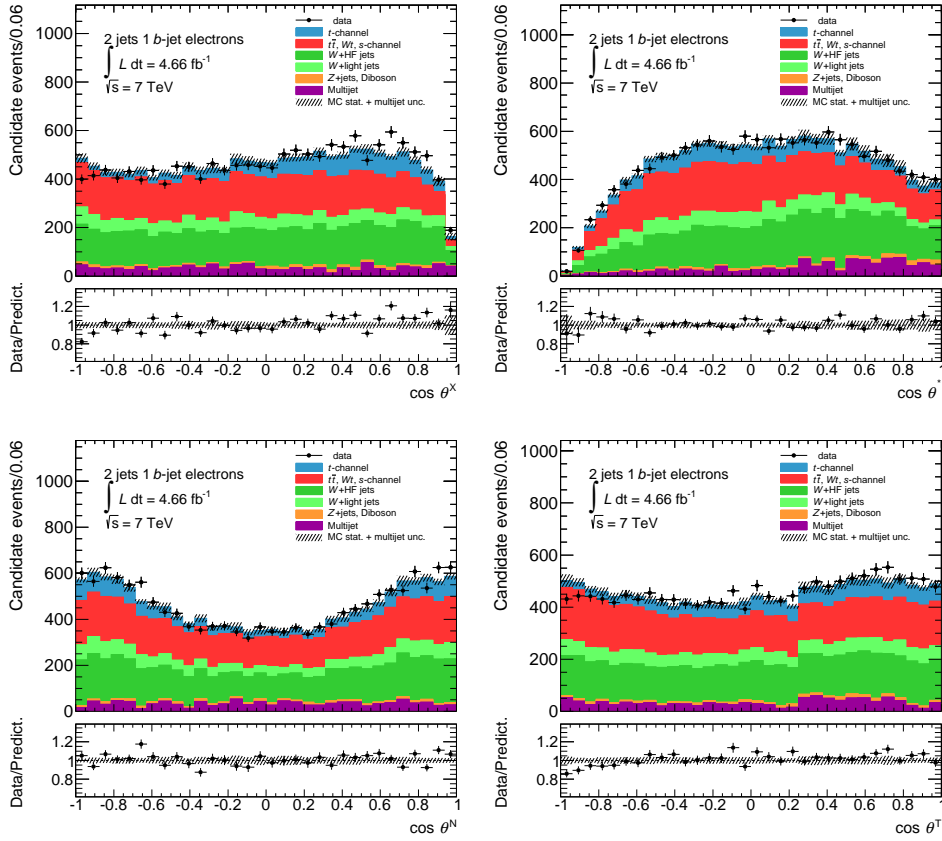 Candidate events/0.06
1000
800
600
400
200
0
2 jets 1 b-jet electrons
∫ L dt = 4.66 fb⁻¹
√s = 7 TeV
data
t-channel
tt̄, Wt, s-channel
W+HF jets
W+light jets
Z+jets, Diboson
Multijet
MC stat. + multijet unc.
Data/Predict.
1.2
1
0.8
-1 -0.8 -0.6 -0.4 -0.2 0 0.2 0.4 0.6 0.8 1
cos θX
Candidate events/0.06
1000
800
600
400
200
0
2 jets 1 b-jet electrons
∫ L dt = 4.66 fb⁻¹
√s = 7 TeV
data
t-channel
tt̄, Wt, s-channel
W+HF jets
W+light jets
Z+jets, Diboson
Multijet
MC stat. + multijet unc.
Data/Predict.
1.2
1
0.8
-1 -0.8 -0.6 -0.4 -0.2 0 0.2 0.4 0.6 0.8 1
cos θ*
Candidate events/0.06
1000
800
600
400
200
0
2 jets 1 b-jet electrons
∫ L dt = 4.66 fb⁻¹
√s = 7 TeV
data
t-channel
tt̄, Wt, s-channel
W+HF jets
W+light jets
Z+jets, Diboson
Multijet
MC stat. + multijet unc.
Data/Predict.
1.2
1
0.8
-1 -0.8 -0.6 -0.4 -0.2 0 0.2 0.4 0.6 0.8 1
cos θN
Candidate events/0.06
1000
800
600
400
200
0
2 jets 1 b-jet electrons
∫ L dt = 4.66 fb⁻¹
√s = 7 TeV
data
t-channel
tt̄, Wt, s-channel
W+HF jets
W+light jets
Z+jets, Diboson
Multijet
MC stat. + multijet unc.
Data/Predict.
1.2
1
0.8
-1 -0.8 -0.6 -0.4 -0.2 0 0.2 0.4 0.6 0.8 1
cos θT